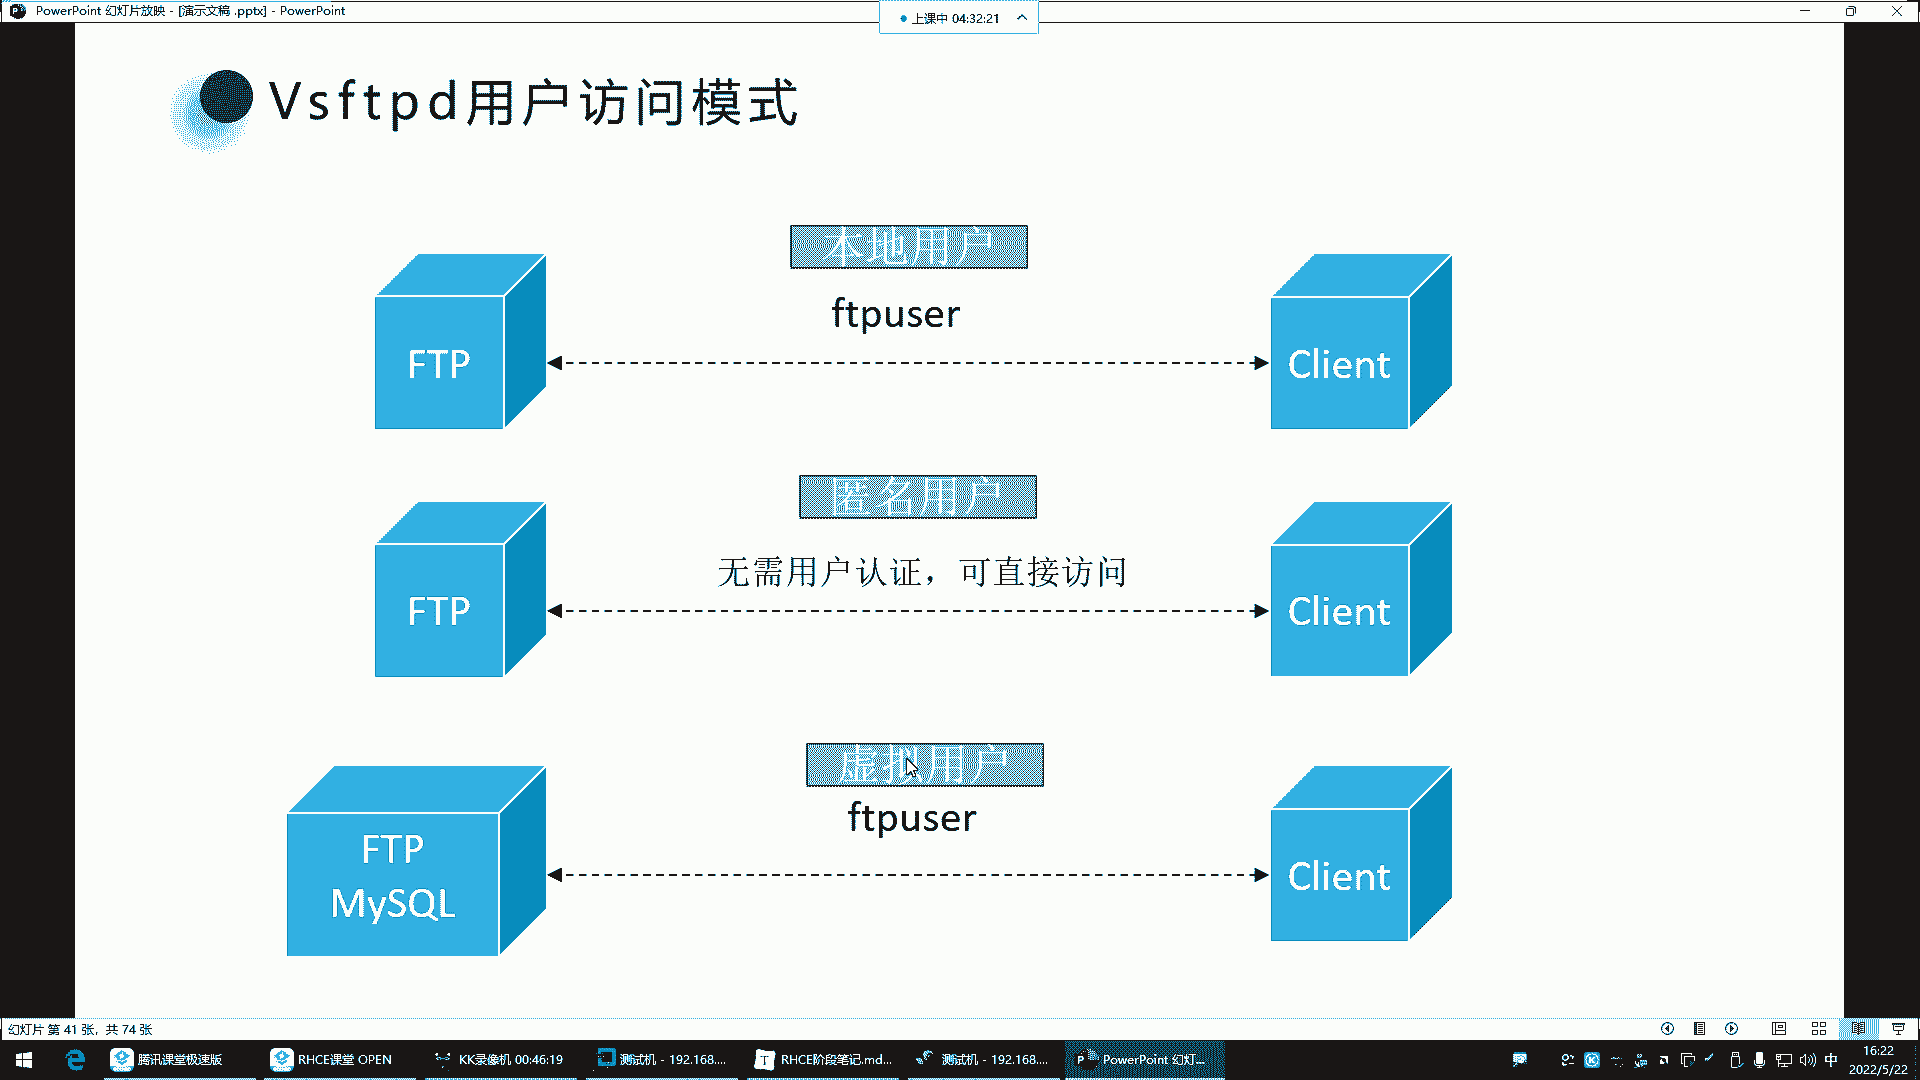 PowerPoint 幻灯片放映 - [演示文稿 .pptx] - PowerPoint
上课中 04:32:21
Vsftpd用户访问模式
本地用户
ftpuser
FTP
Client
匿名用户
无需用户认证，可直接访问
FTP
Client
虚拟用户
ftpuser
FTP
MySQL
Client
幻灯片 第 41 张，共 74 张
腾讯课堂极速版
RHCE课堂 OPEN
KK录像机 00:46:19
测试机 - 192.168....
RHCE阶段笔记.md...
测试机 - 192.168....
PowerPoint 幻灯...
中
16:22
2022/5/22